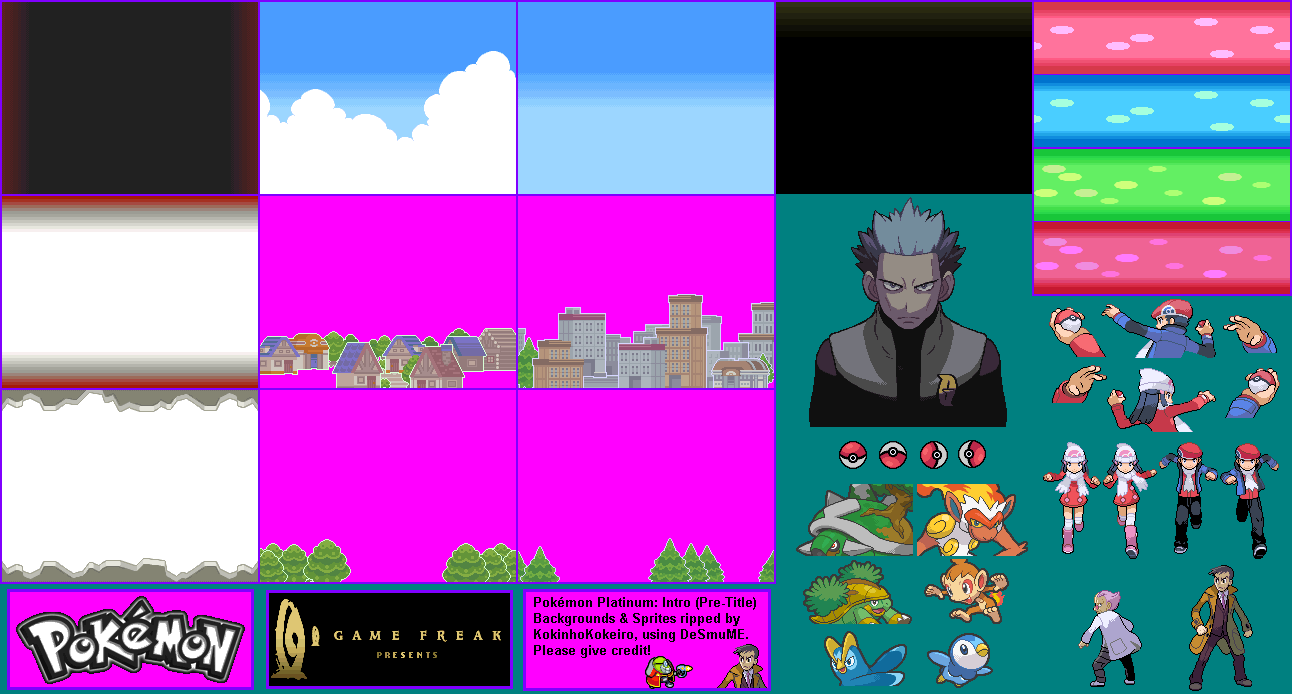 PoKéMoN
GAME FREAK
PRESENTS
Pokémon Platinum: Intro (Pre-Title)
Backgrounds & Sprites ripped by
KokinhoKokeiro, using DeSmuME.
Please give credit!